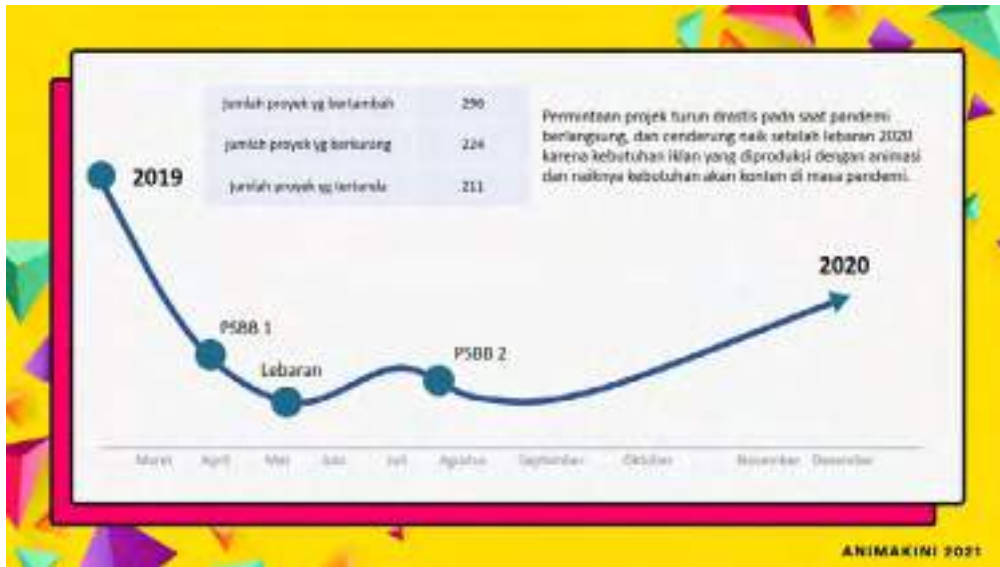 Jumlah proyek yg bertambah 296
Jumlah proyek yg berkurang 224
Jumlah proyek yg tertunda 211
Permintaan projek turun drastis pada saat pandemi
berlangsung, dan cenderung naik setelah lebaran 2020
karena kebutuhan iklan yang diproduksi dengan animasi
dan naiknya kebutuhan akan konten di masa pandemi.
2019
2020
PSBB 1
Lebaran
PSBB 2
Maret April Mei Juni Juli Agustus September Oktober November Desember
ANIMAKINI 2021